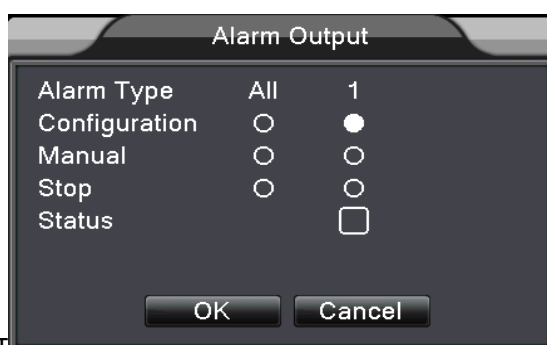 Alarm Output
Alarm Type All 1
Configuration
Manual
Stop
Status
OK Cancel